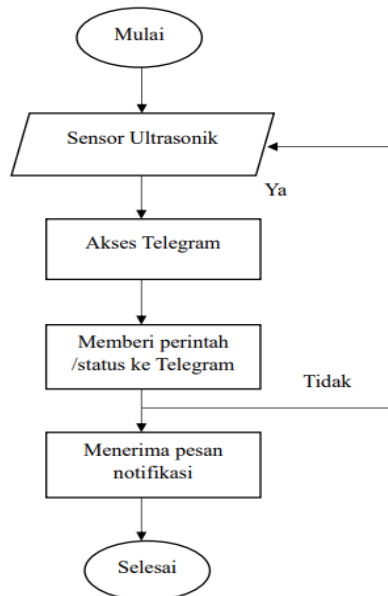 Mulai
Sensor Ultrasonik
Ya
Akses Telegram
Memberi perintah
/status ke Telegram
Tidak
Menerima pesan
notifikasi
Selesai